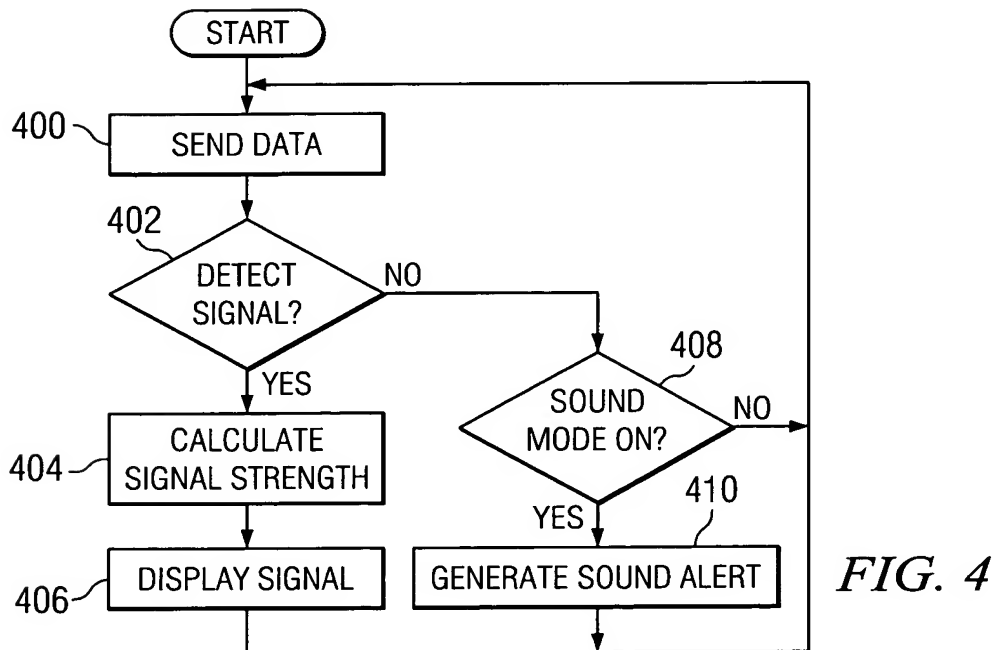 START
400
SEND DATA
402
DETECT
SIGNAL?
NO
YES
408
SOUND
MODE ON?
NO
404
CALCULATE
SIGNAL STRENGTH
YES
410
406
DISPLAY SIGNAL
GENERATE SOUND ALERT
FIG. 4